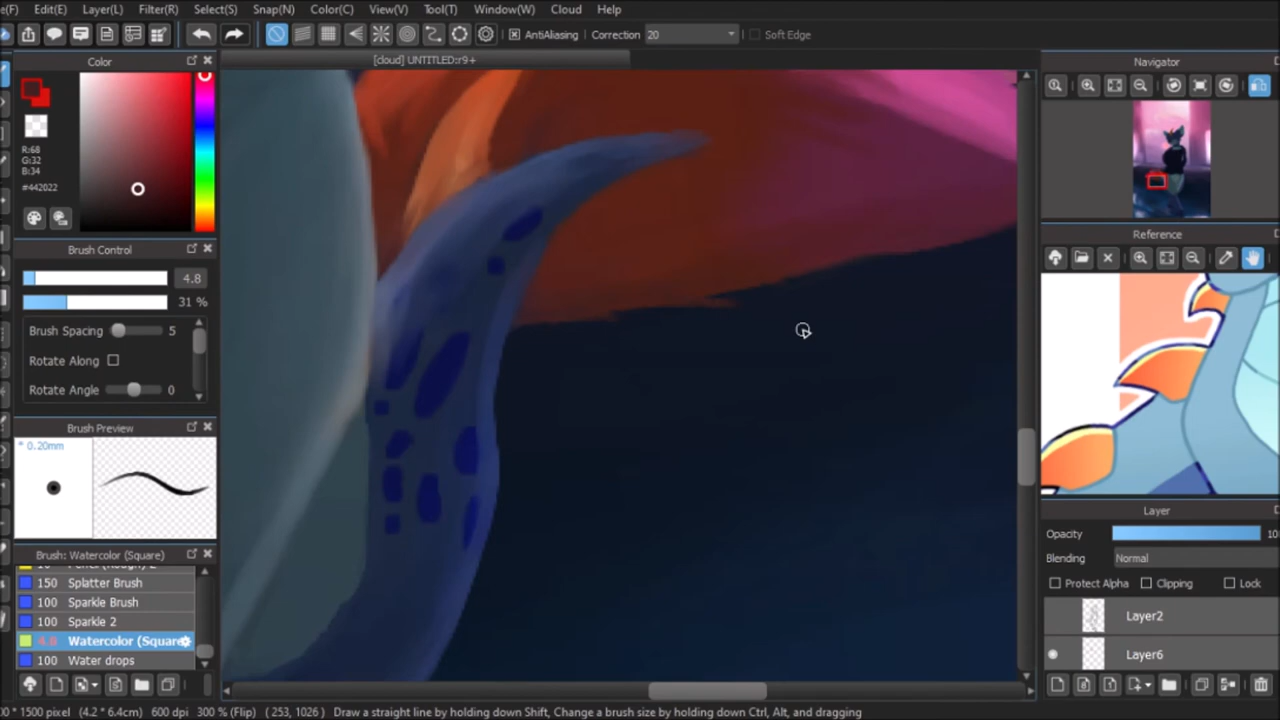 e(F) Edit(E) Layer(L) Filter(R) Select(S) Snap(N) Color(C) View(V) Tool(T) Window(W) Cloud Help
AntiAliasing Correction 20 Soft Edge
Color
[cloud] UNTITLED:r9+
Navigator
R:68
G:32
B:34
#442022
Brush Control
4.8
31 %
Brush Spacing 5
Rotate Along
Rotate Angle 0
Brush Preview
* 0.20mm
Brush: Watercolor (Square)
150 Splatter Brush
100 Sparkle Brush
100 Sparkle 2
4.8 Watercolor (Square
100 Water drops
Reference
Layer
Opacity 10
Blending Normal
Protect Alpha Clipping Lock
Layer2
Layer6
00 * 1500 pixel (4.2 * 6.4cm) 600 dpi 300 % (Flip) ( 253, 1026 ) Draw a straight line by holding down Shift, Change a brush size by holding down Ctrl, Alt, and dragging